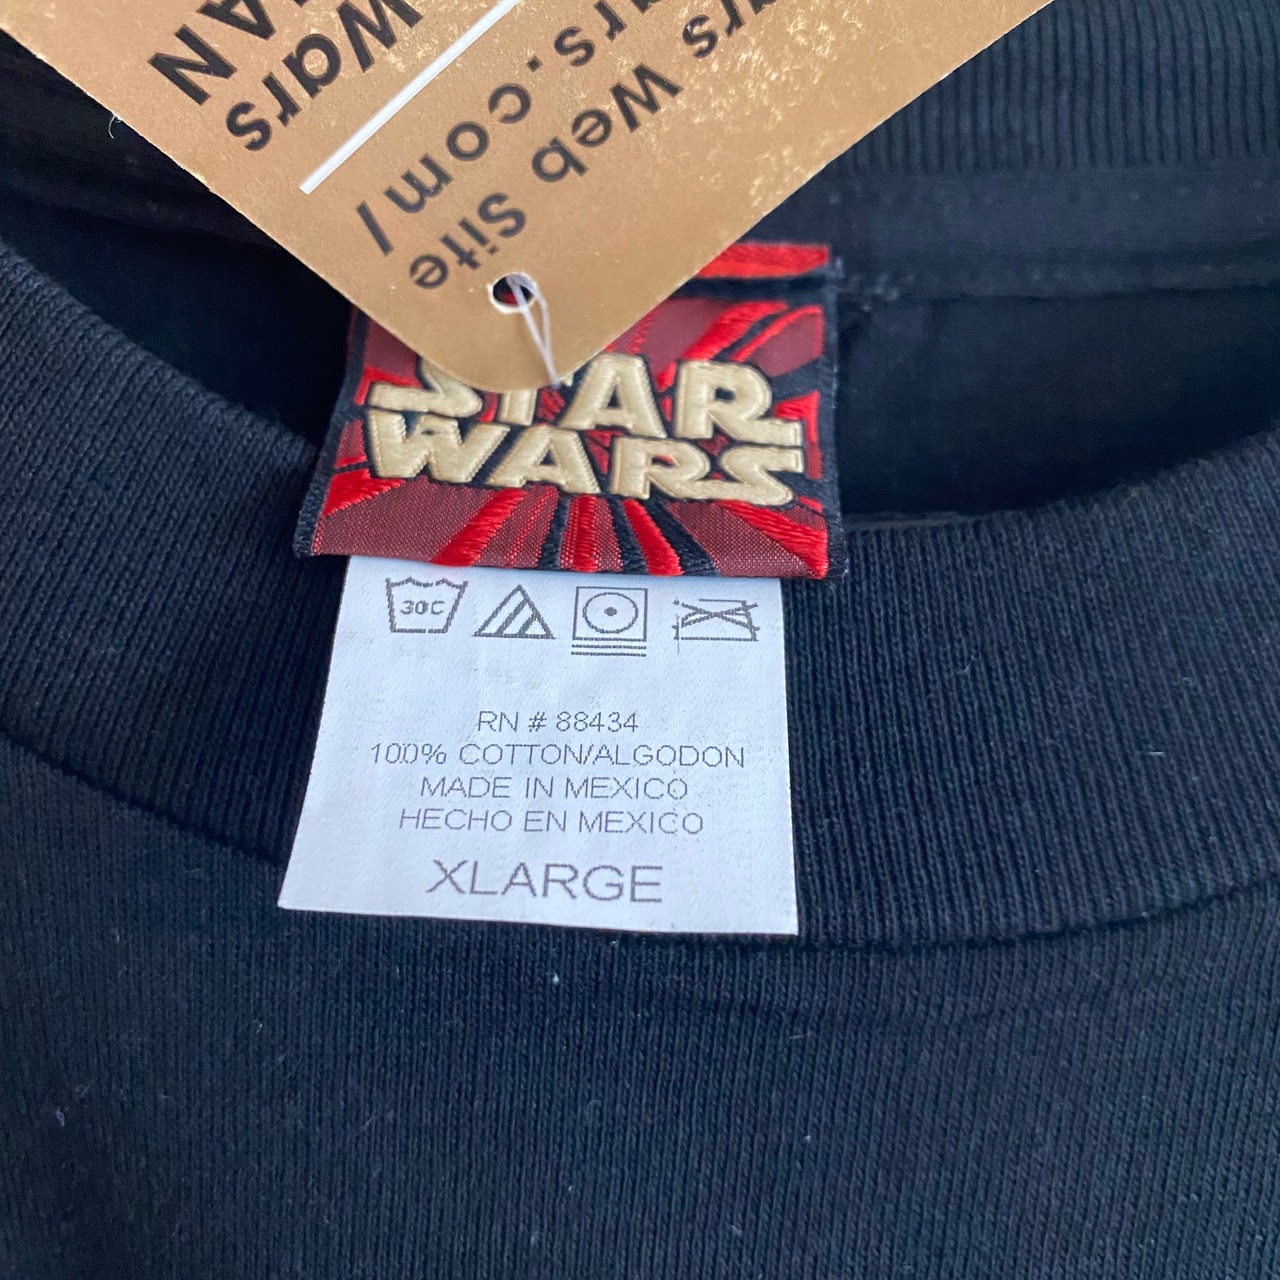 Web Site
.com/
Wars
STAR
WARS
30C
RN # 88434
100% COTTON/ALGODON
MADE IN MEXICO
HECHO EN MEXICO
XLARGE